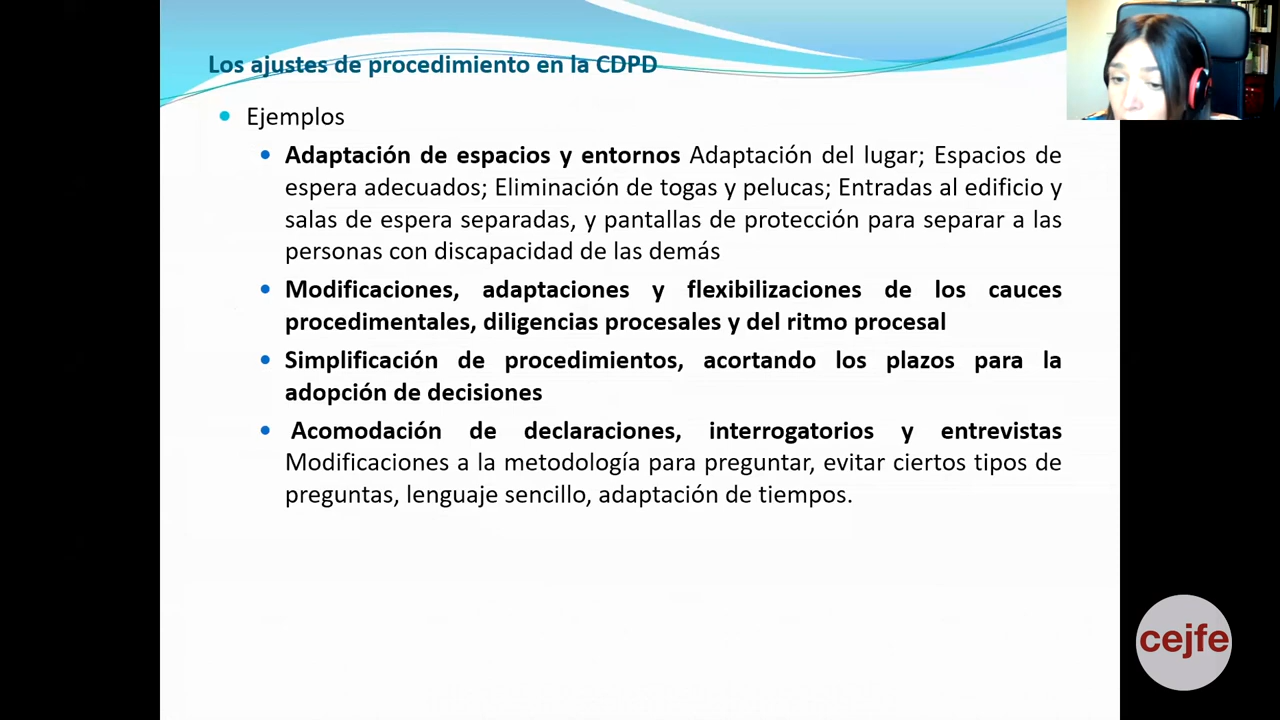 Los ajustes de procedimiento en la CDPD
Ejemplos
Adaptación de espacios y entornos Adaptación del lugar; Espacios de
espera adecuados; Eliminación de togas y pelucas; Entradas al edificio y
salas de espera separadas, y pantallas de protección para separar a las
personas con discapacidad de las demás
Modificaciones, adaptaciones y flexibilizaciones de los cauces
procedimentales, diligencias procesales y del ritmo procesal
Simplificación de procedimientos, acortando los plazos para la
adopción de decisiones
Acomodación de declaraciones, interrogatorios y entrevistas
Modificaciones a la metodología para preguntar, evitar ciertos tipos de
preguntas, lenguaje sencillo, adaptación de tiempos.
cejfe